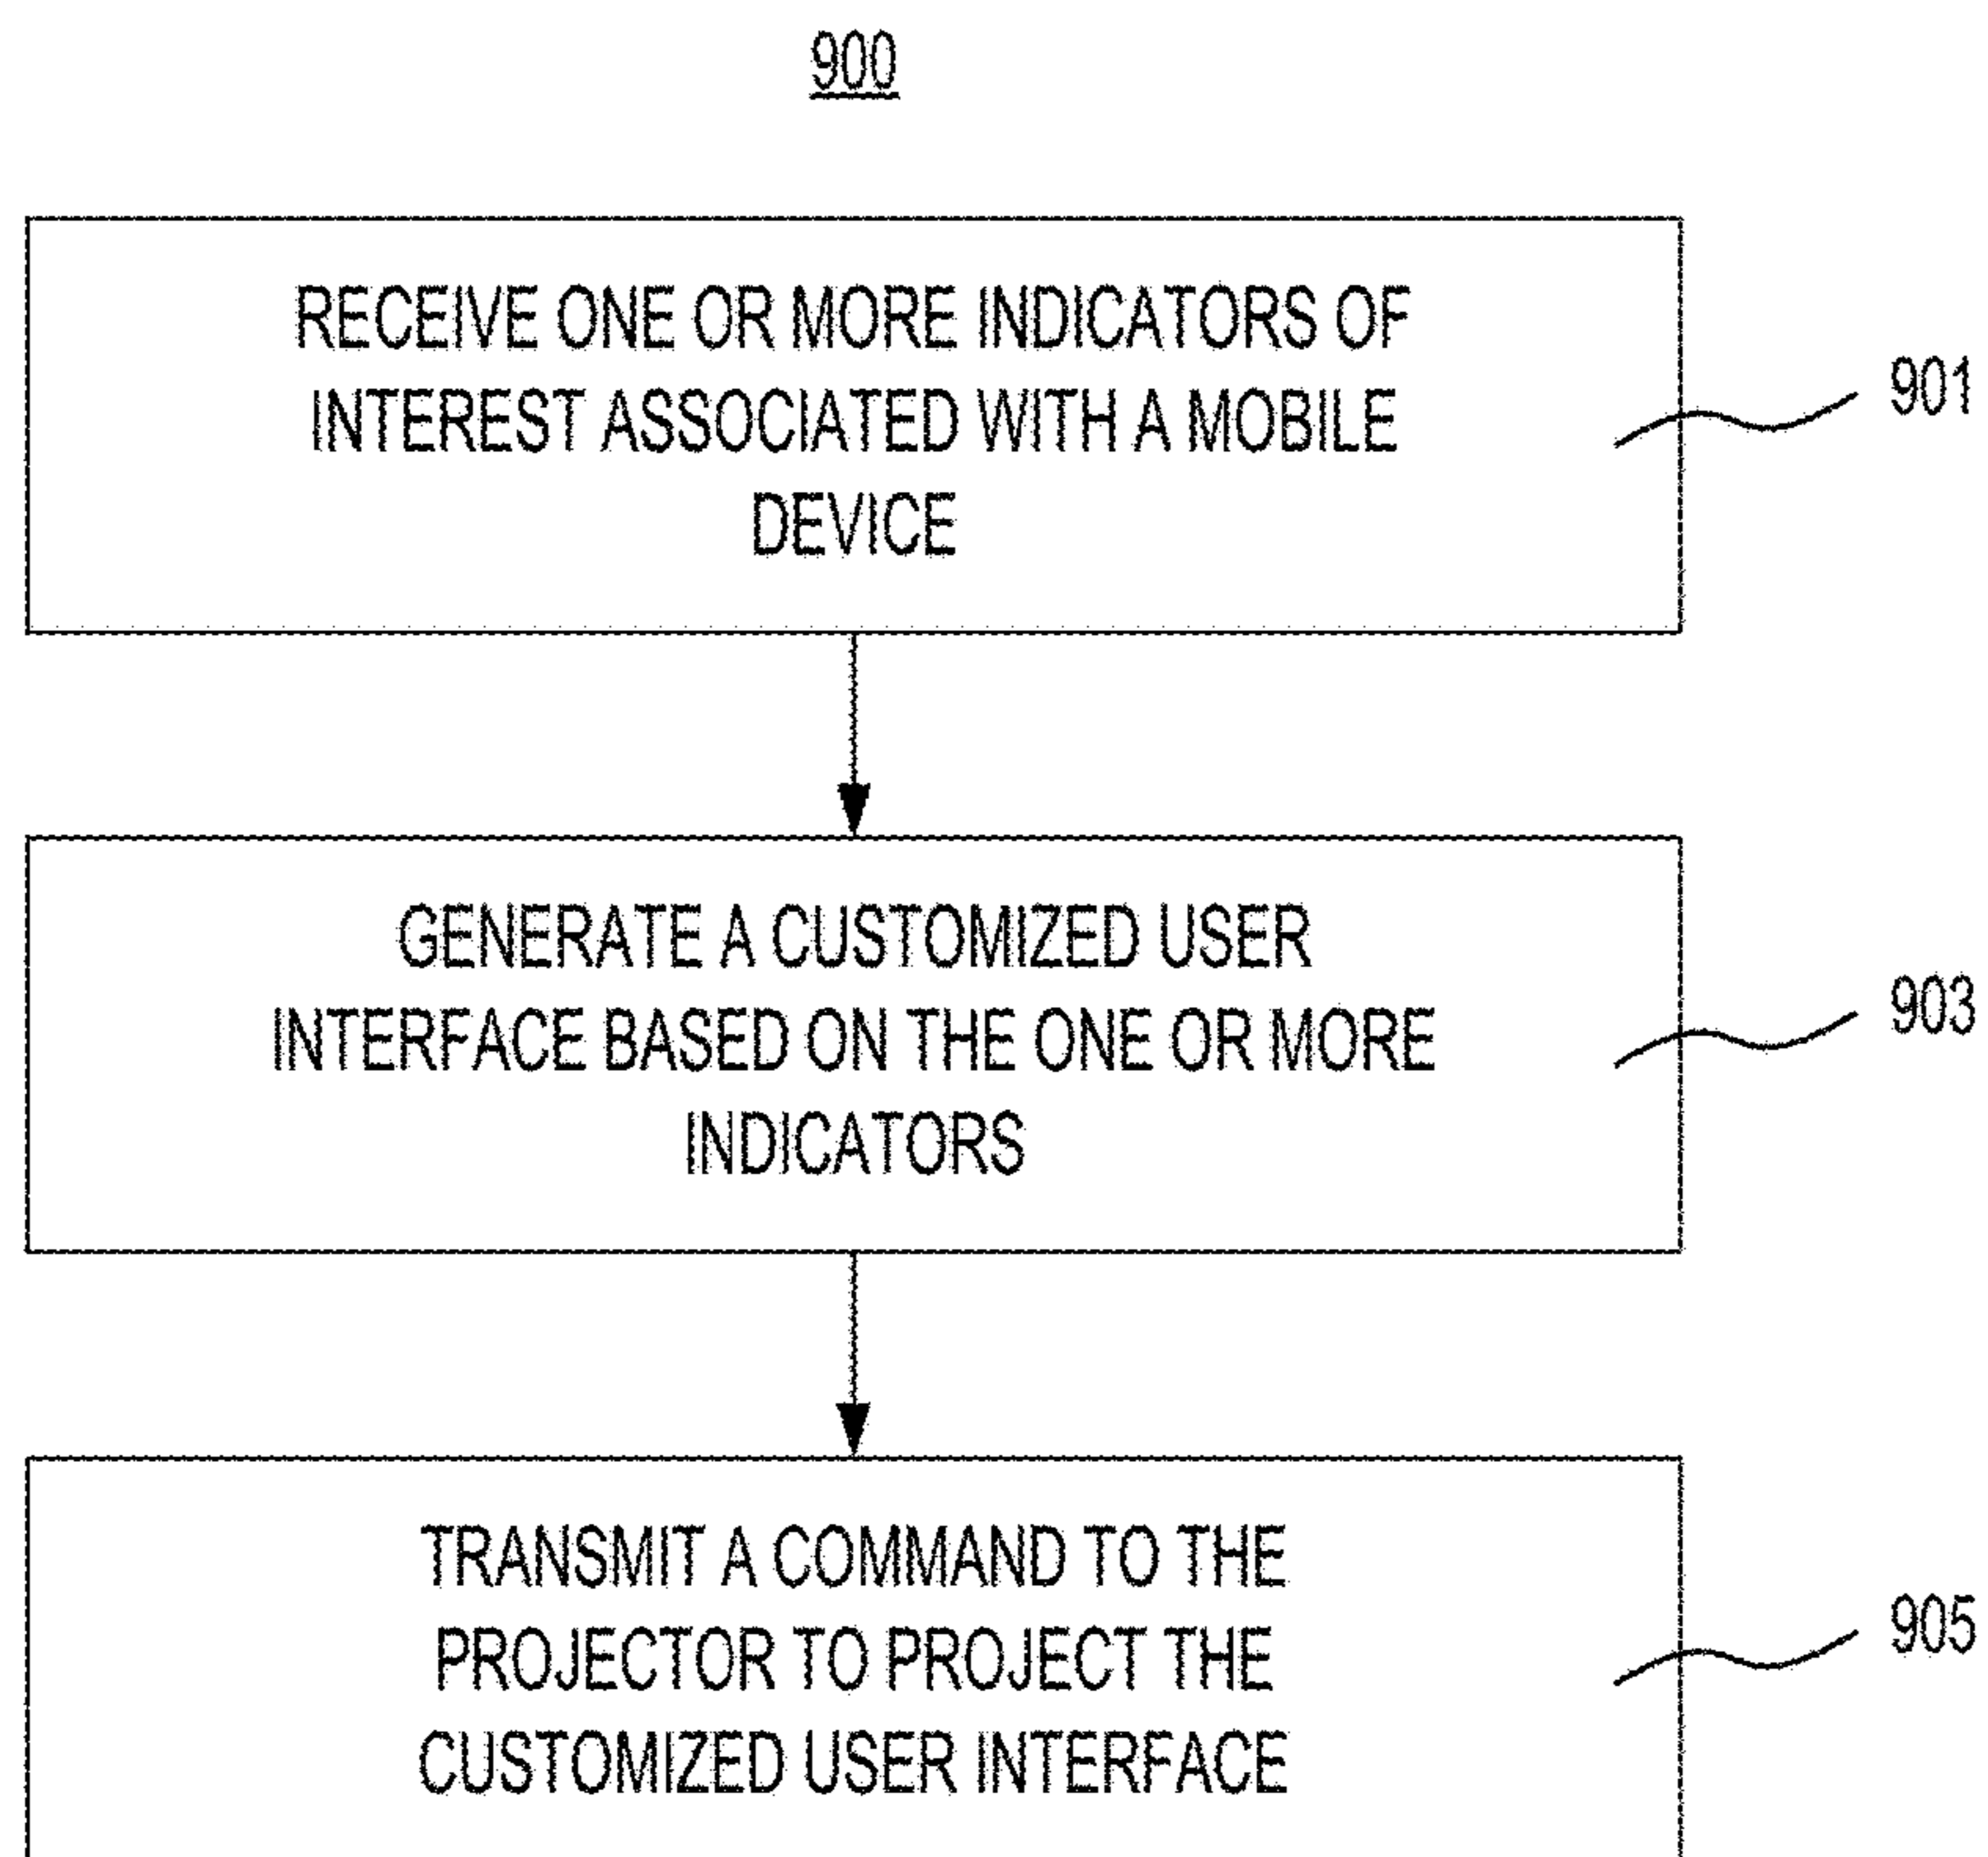 900
RECEIVE ONE OR MORE INDICATORS OF
INTEREST ASSOCIATED WITH A MOBILE
DEVICE
901
GENERATE A CUSTOMIZED USER
INTERFACE BASED ON THE ONE OR MORE
INDICATORS
903
TRANSMIT A COMMAND TO THE
PROJECTOR TO PROJECT THE
CUSTOMIZED USER INTERFACE
905